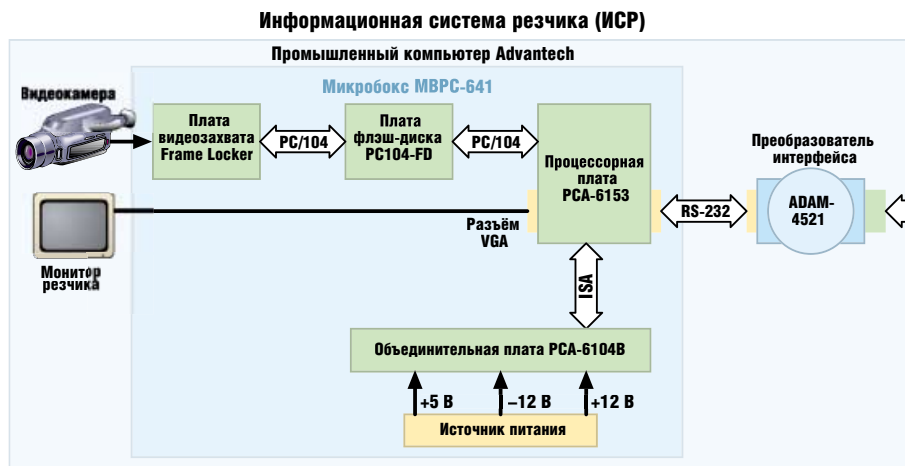 Информационная система резчика (ИСР)
Промышленный компьютер Advantech
Микробокс MBPC-641
Видеокамера
Плата
видеозахвата
Frame Locker
PC/104
Плата
флэш-диска
PC104-FD
PC/104
Процессорная
плата
PCA-6153
Преобразователь
интерфейса
RS-232
ADAM-
4521
Разъём
VGA
Монитор
резчика
ISA
Объединительная плата PCA-6104B
+5 В
–12 В
+12 В
Источник питания